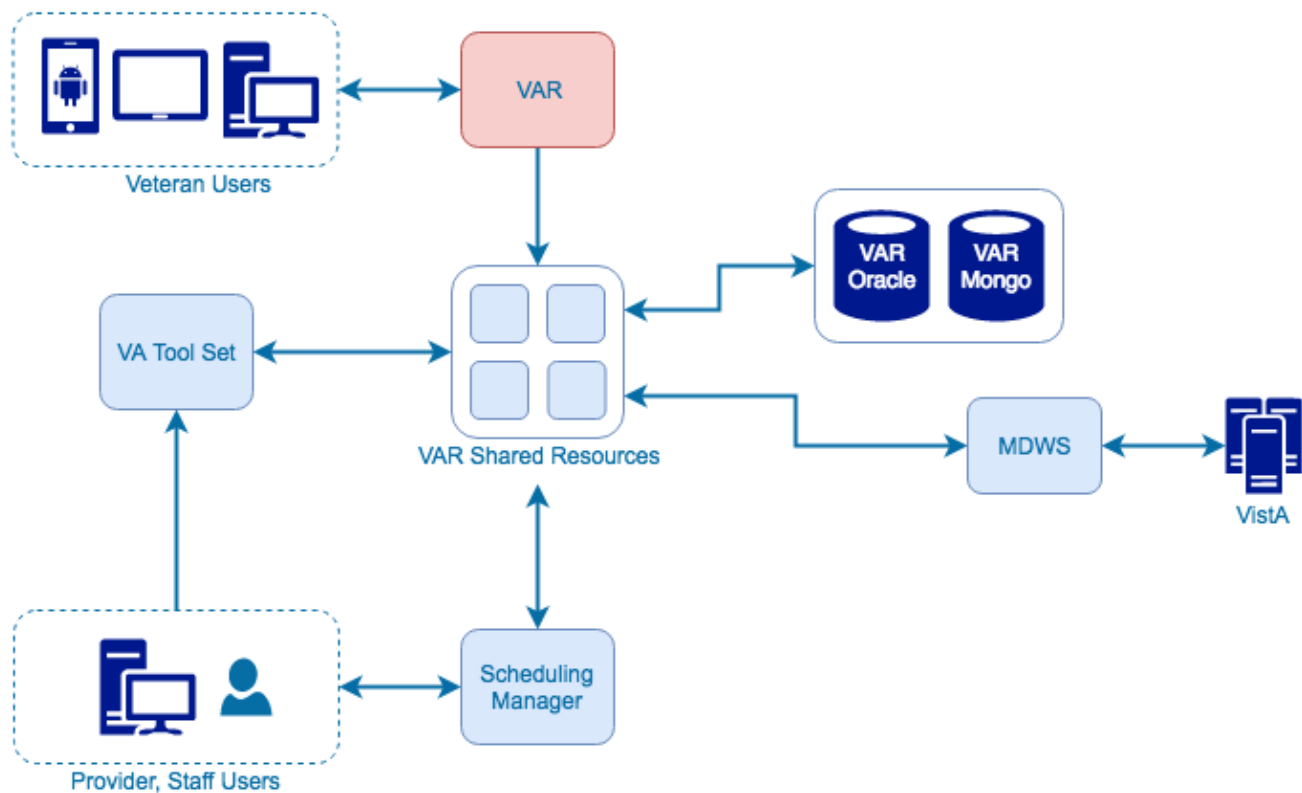 VAR
Veteran Users
VAR
Oracle
VAR
Mongo
VA Tool Set
VAR Shared Resources
MDWS
VistA
Scheduling
Manager
Provider, Staff Users